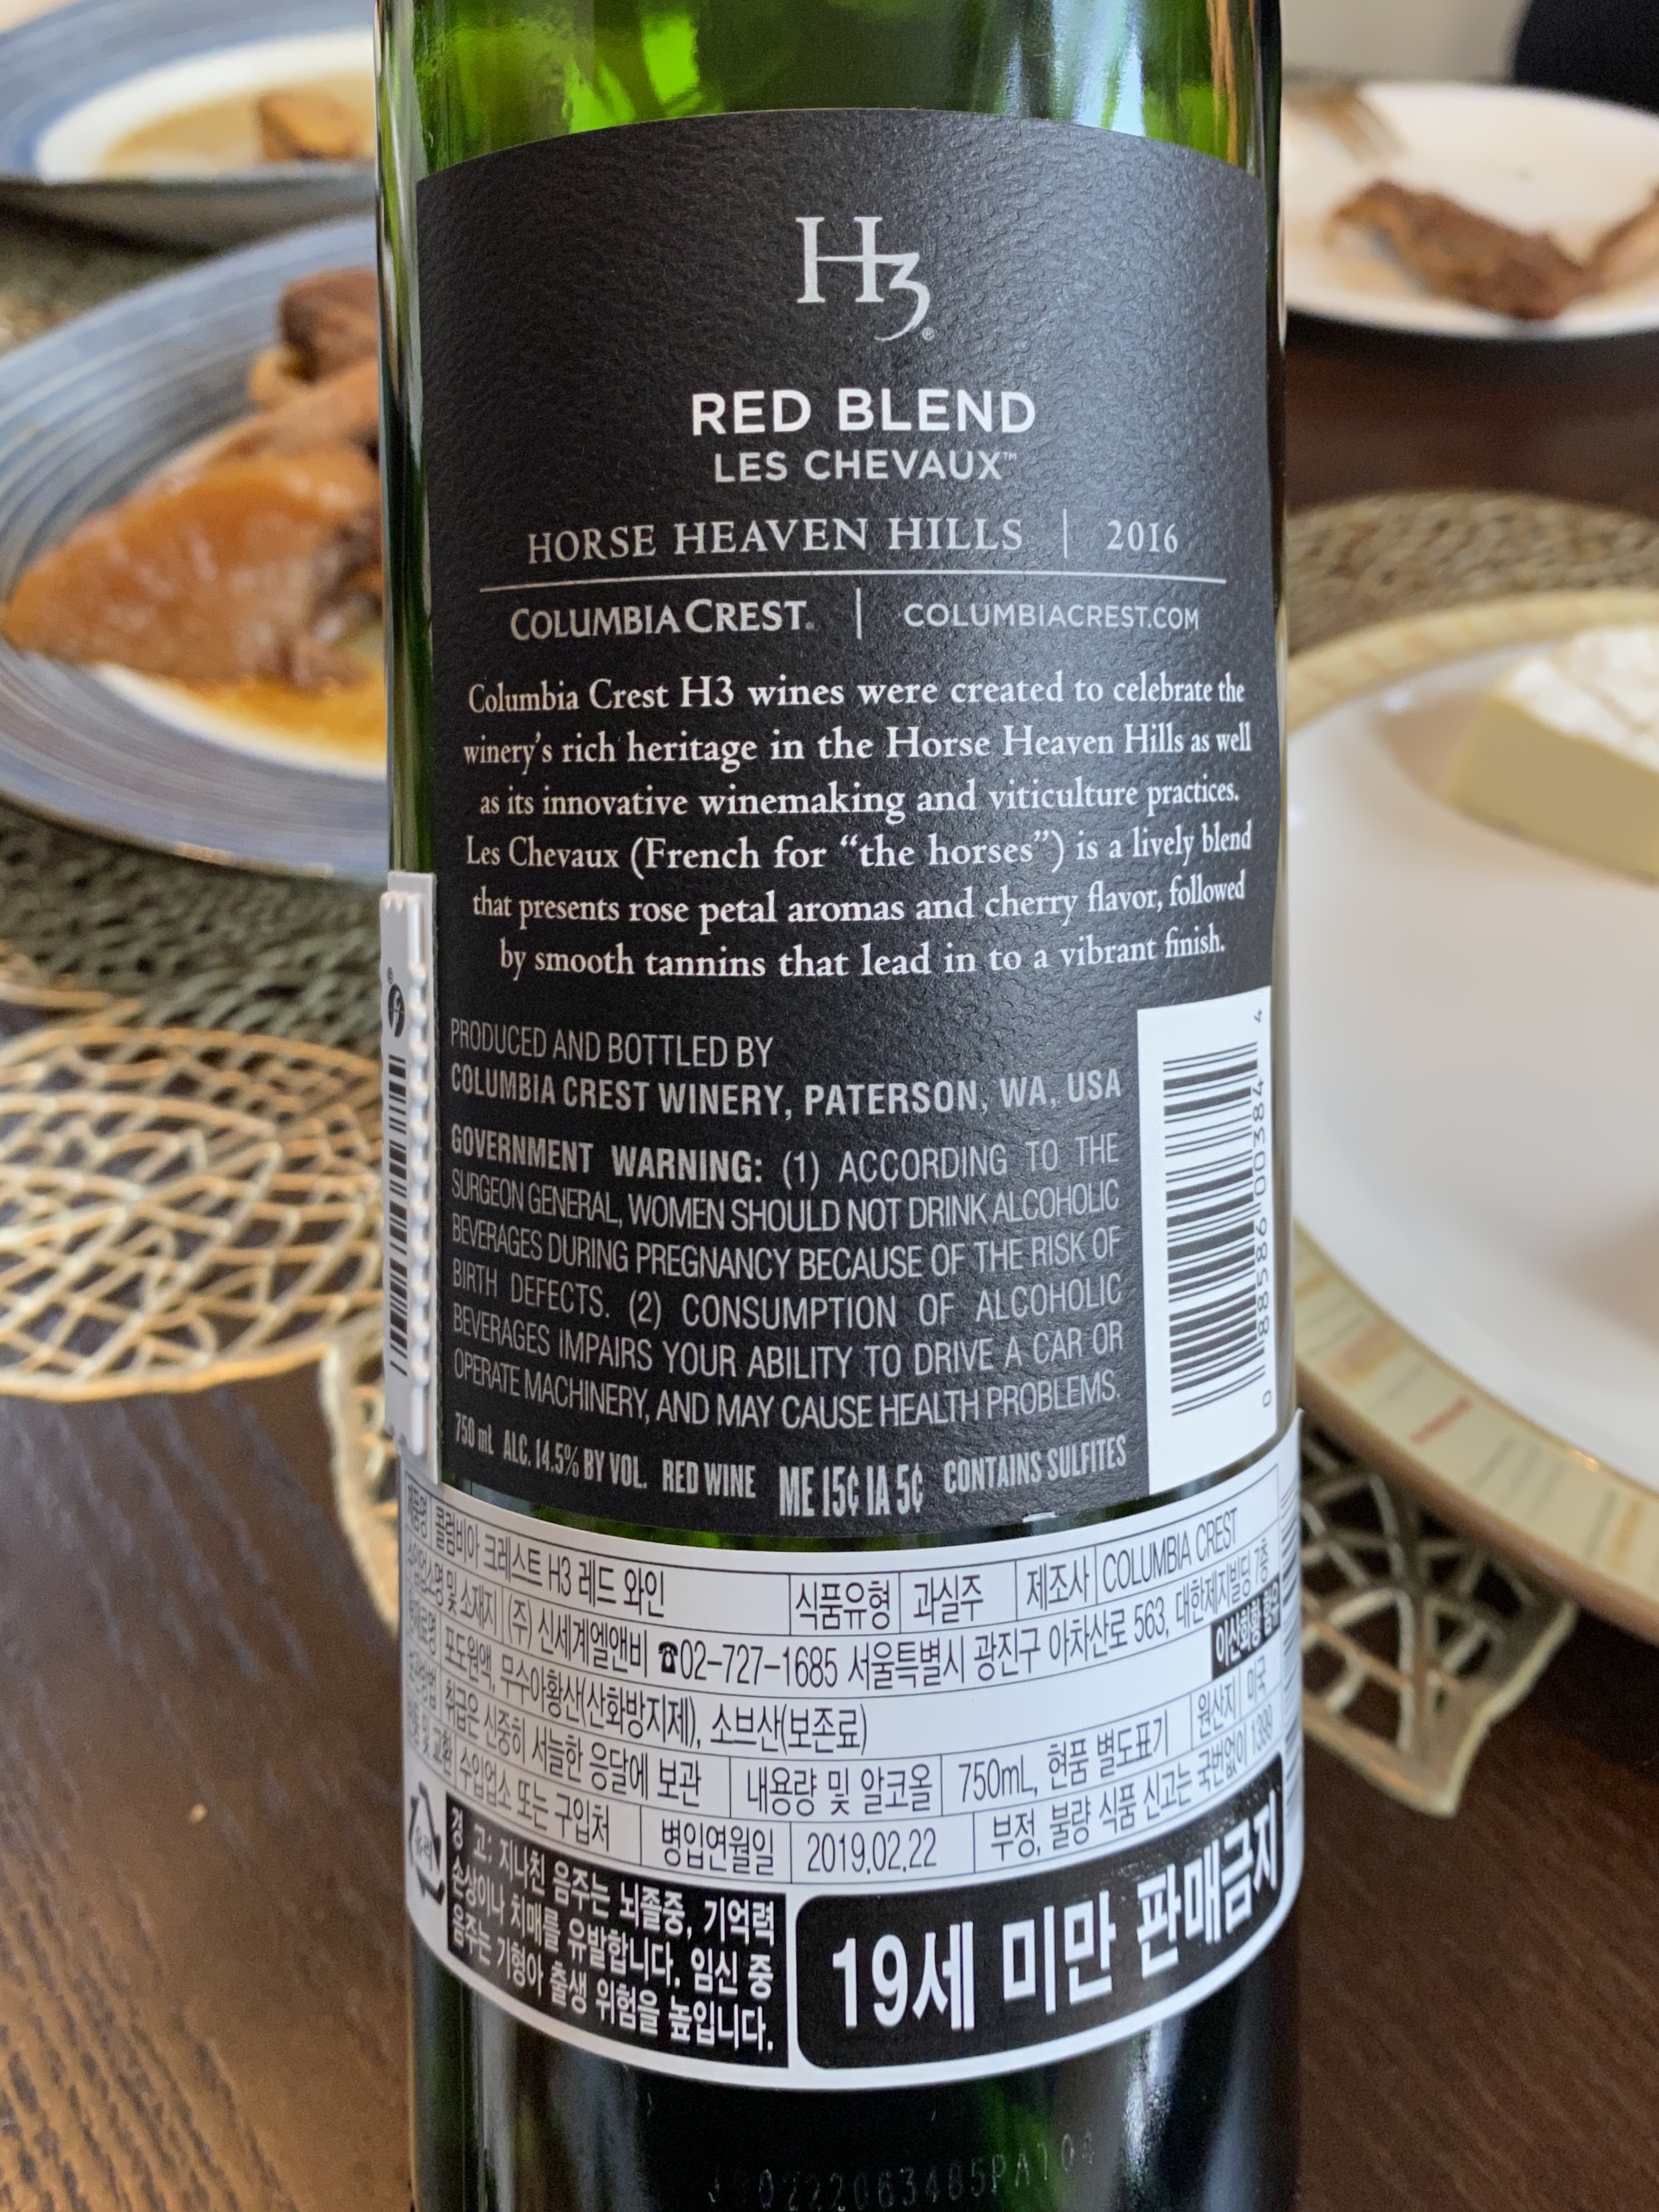 H3®
RED BLEND
LES CHEVAUX™
HORSE HEAVEN HILLS | 2016
COLUMBIA CREST® | COLUMBIACREST.COM
Columbia Crest H3 wines were created to celebrate the
winery's rich heritage in the Horse Heaven Hills as well
as its innovative winemaking and viticulture practices.
Les Chevaux (French for “the horses”) is a lively blend
that presents rose petal aromas and cherry flavor, followed
by smooth tannins that lead in to a vibrant finish.
PRODUCED AND BOTTLED BY
COLUMBIA CREST WINERY, PATERSON, WA, USA
GOVERNMENT WARNING: (1) ACCORDING TO THE
SURGEON GENERAL, WOMEN SHOULD NOT DRINK ALCOHOLIC
BEVERAGES DURING PREGNANCY BECAUSE OF THE RISK OF
BIRTH DEFECTS. (2) CONSUMPTION OF ALCOHOLIC
BEVERAGES IMPAIRS YOUR ABILITY TO DRIVE A CAR OR
OPERATE MACHINERY, AND MAY CAUSE HEALTH PROBLEMS.
750 mL ALC. 14.5% BY VOL. RED WINE ME 15¢ IA 5¢ CONTAINS SULFITES
0 88586 00384 4
제품명 콜럼비아 크레스트 H3 레드 와인 식품유형 과실주 제조사 COLUMBIA CREST
및 소재지 (주) 신세계엘앤비 ☎02-727-1685 서울특별시 광진구 아차산로 563, 대한제지빌딩
포도원액, 무수아황산(산화방지제), 소브산(보존료) 이산화황 함유
취급은 신중히 서늘한 응달에 보관 내용량 및 알코올 750mL, 현품 별도표기 원산지 미국
및 교환 수입업소 또는 구입처 병입연월일 2019.02.22 부정, 불량 식품 신고는 국번없이 1399
경 고: 지나친 음주는 뇌졸중, 기억력
손상이나 치매를 유발합니다. 임신 중
음주는 기형아 출생 위험을 높입니다.
19세 미만 판매금지